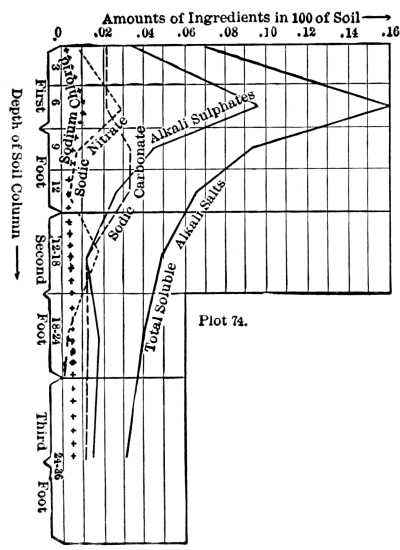 Amounts of Ingredients in 100 of Soil
.0 .02 .04 .06 .08 .10 .12 .14 .16
Depth of Soil Column
First Foot
3
6
9
12
Second Foot
12-18
18-24
Third Foot
24-36
Sodium Chlorid
Sodic Nitrate
Sodic Carbonate
Alkali Sulphates
Total Soluble Alkali Salts
Plot 74.